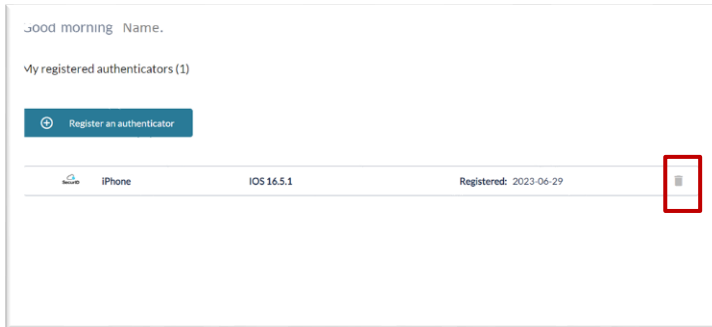 Good morning Name.
My registered authenticators (1)
Register an authenticator
SecurID iPhone IOS 16.5.1 Registered: 2023-06-29